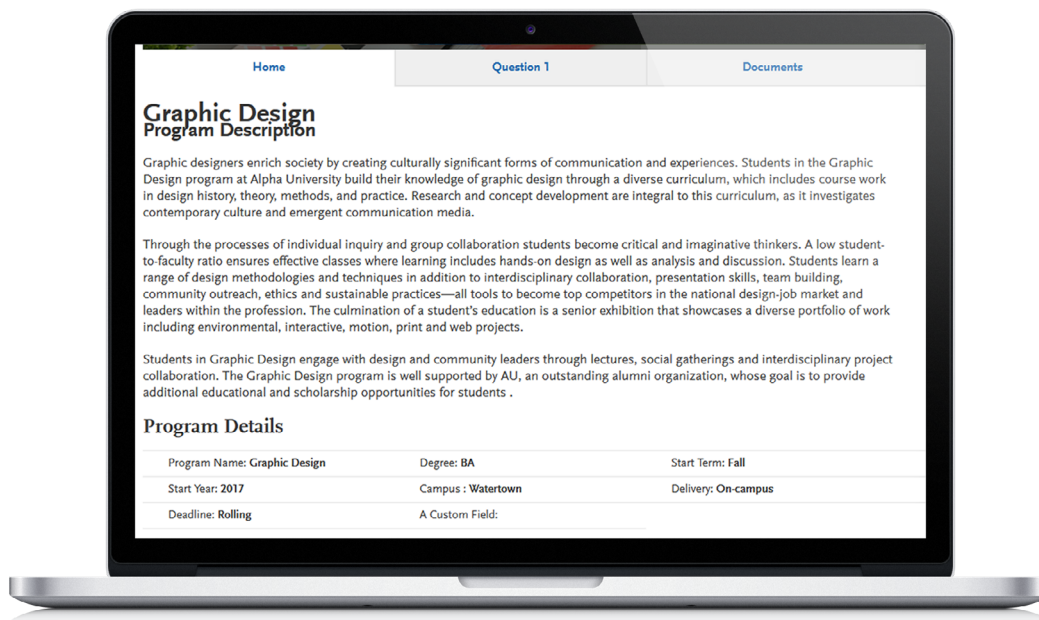 Home Question 1 Documents
Graphic Design
Program Description
Graphic designers enrich society by creating culturally significant forms of communication and experiences. Students in the Graphic
Design program at Alpha University build their knowledge of graphic design through a diverse curriculum, which includes course work
in design history, theory, methods, and practice. Research and concept development are integral to this curriculum, as it investigates
contemporary culture and emergent communication media.
Through the processes of individual inquiry and group collaboration students become critical and imaginative thinkers. A low student-
to-faculty ratio ensures effective classes where learning includes hands-on design as well as analysis and discussion. Students learn a
range of design methodologies and techniques in addition to interdisciplinary collaboration, presentation skills, team building,
community outreach, ethics and sustainable practices—all tools to become top competitors in the national design-job market and
leaders within the profession. The culmination of a student's education is a senior exhibition that showcases a diverse portfolio of work
including environmental, interactive, motion, print and web projects.
Students in Graphic Design engage with design and community leaders through lectures, social gatherings and interdisciplinary project
collaboration. The Graphic Design program is well supported by AU, an outstanding alumni organization, whose goal is to provide
additional educational and scholarship opportunities for students .
Program Details
Program Name: Graphic Design Degree: BA Start Term: Fall
Start Year: 2017 Campus : Watertown Delivery: On-campus
Deadline: Rolling A Custom Field: